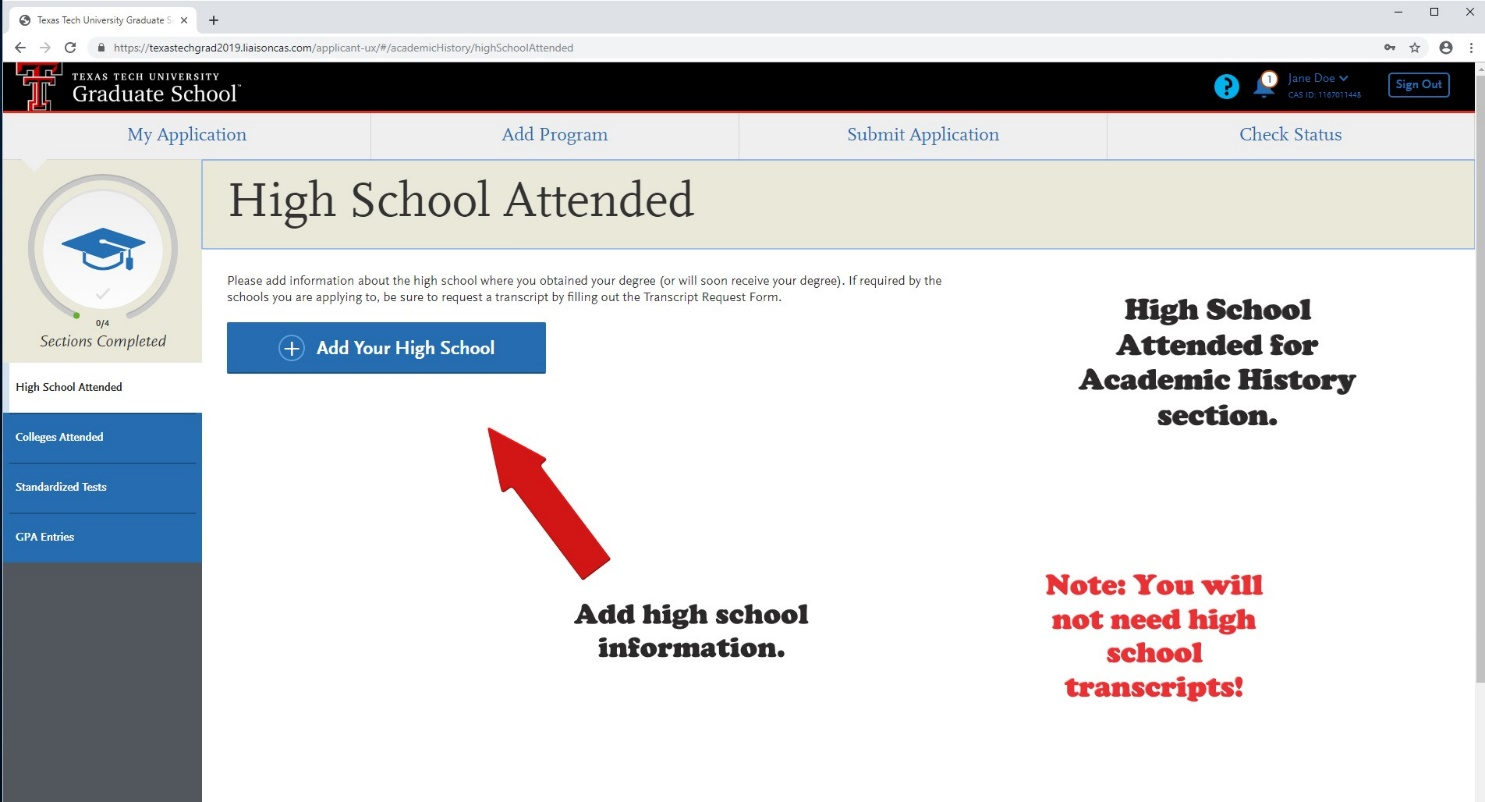 Texas Tech University Graduate S
https://texastechgrad2019.liaisoncas.com/applicant-ux/#/academicHistory/highSchoolAttended
TEXAS TECH UNIVERSITY
Graduate School™
1
Jane Doe
CAS ID: 1167011448
Sign Out
My Application
Add Program
Submit Application
Check Status
0/4
Sections Completed
High School Attended
Colleges Attended
Standardized Tests
GPA Entries
High School Attended
Please add information about the high school where you obtained your degree (or will soon receive your degree). If required by the
schools you are applying to, be sure to request a transcript by filling out the Transcript Request Form.
Add Your High School
High School
Attended for
Academic History
section.
Add high school
information.
Note: You will
not need high
school
transcripts!